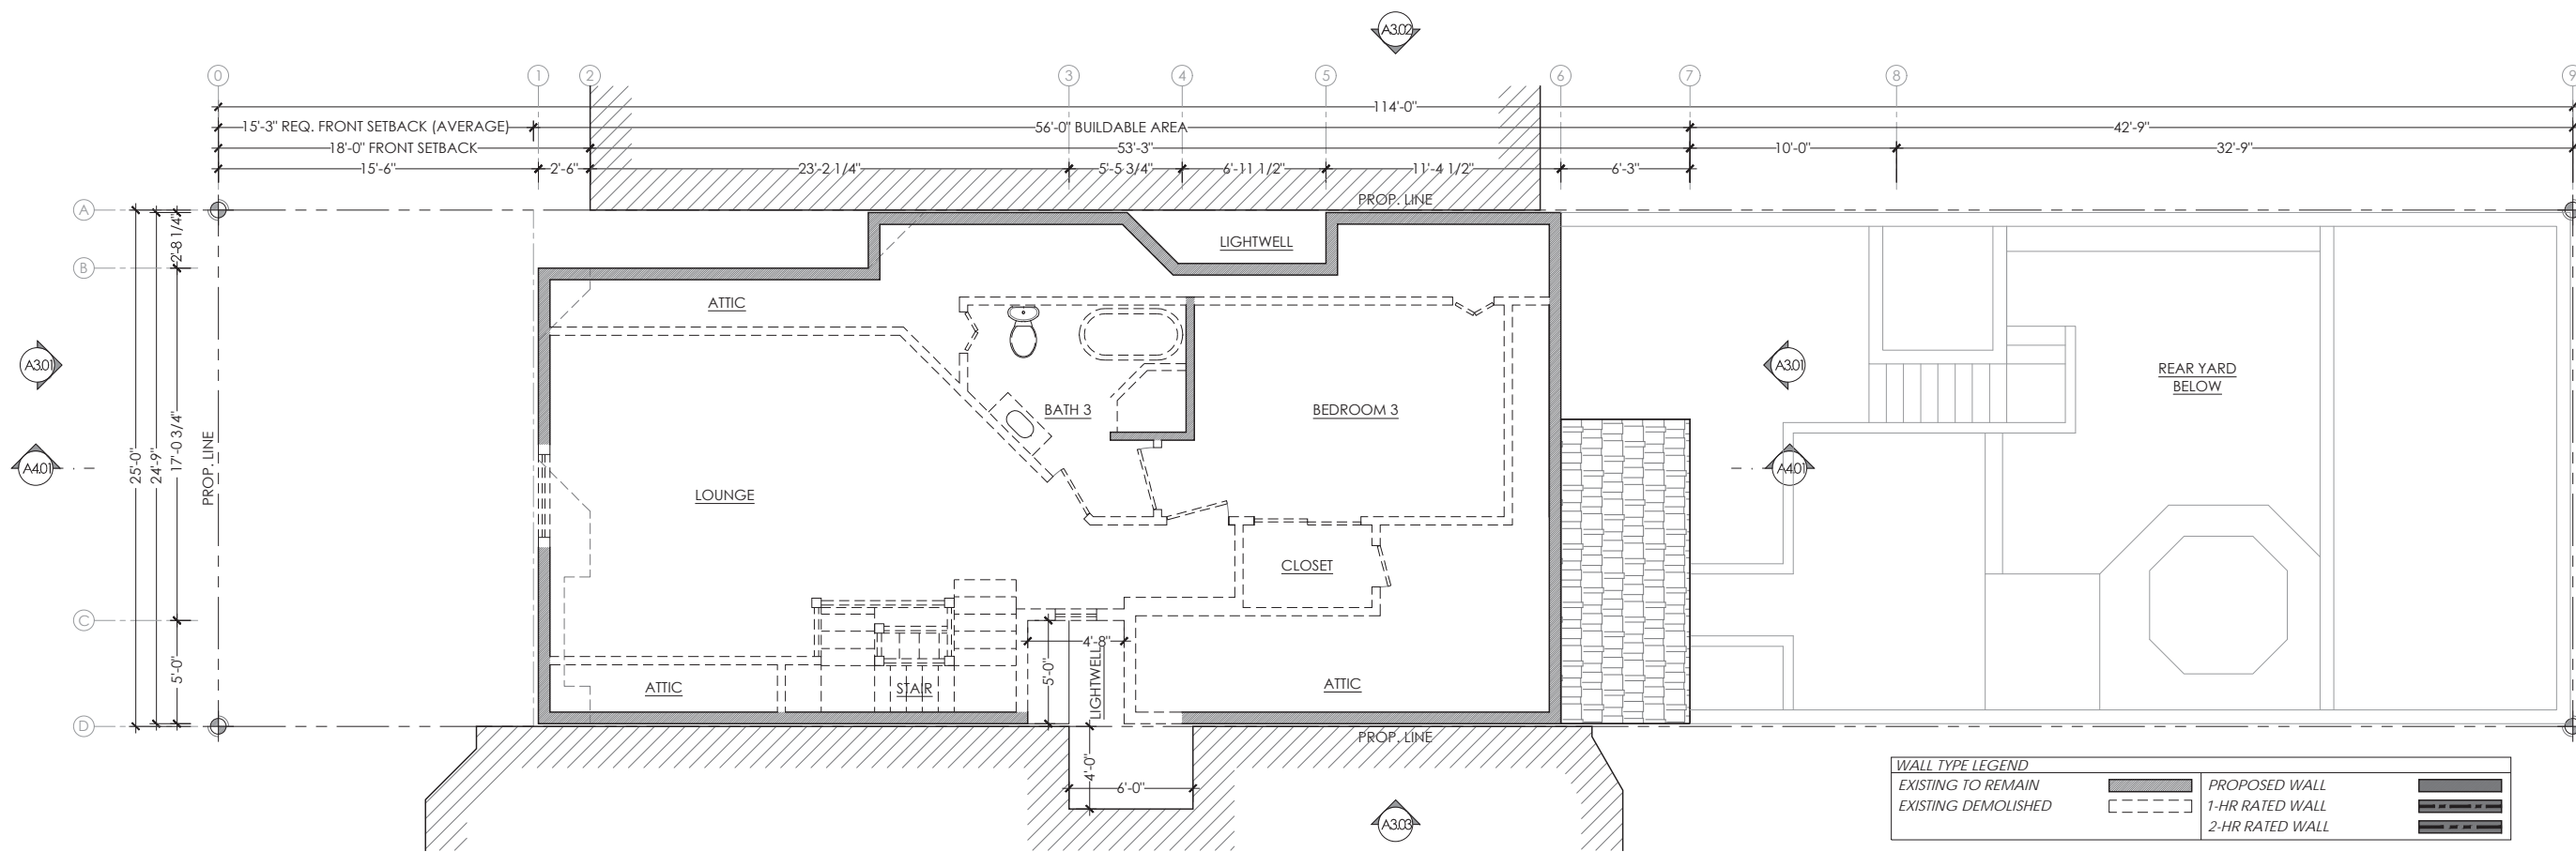 A3.02
0
1
2
3
4
5
6
7
8
9
114'-0"
15'-3" REQ. FRONT SETBACK (AVERAGE)
56'-0" BUILDABLE AREA
42'-9"
18'-0" FRONT SETBACK
53'-3"
10'-0"
32'-9"
15'-6"
2'-6"
23'-2 1/4"
5'-5 3/4"
6'-11 1/2"
11'-4 1/2"
6'-3"
PROP. LINE
A
B
C
D
2'-8 1/4"
17'-0 3/4"
5'-0"
24'-9"
25'-0"
PROP. LINE
A3.01
A4.01
LIGHTWELL
ATTIC
BATH 3
BEDROOM 3
LOUNGE
CLOSET
4'-8"
5'-0"
LIGHTWELL
ATTIC
STAIR
ATTIC
A3.01
A4.01
REAR YARD
BELOW
PROP. LINE
4'-0"
6'-0"
A3.03
WALL TYPE LEGEND
EXISTING TO REMAIN
EXISTING DEMOLISHED
PROPOSED WALL
1-HR RATED WALL
2-HR RATED WALL